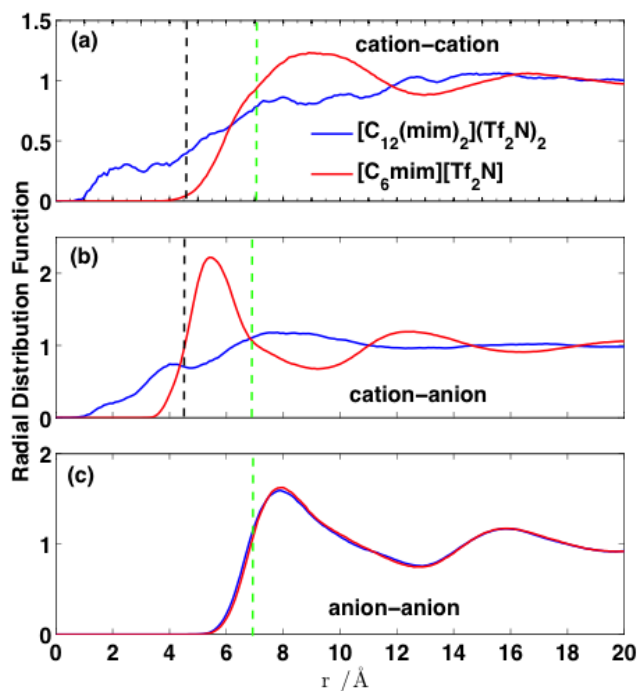 Radial Distribution Function
1.5
1
0.5
0
(a)
cation−cation
[C₁₂(mim)₂](Tf₂N)₂
[C₆mim][Tf₂N]
2
1
0
(b)
cation−anion
2
1
0
(c)
anion−anion
0 2 4 6 8 10 12 14 16 18 20
r /Å